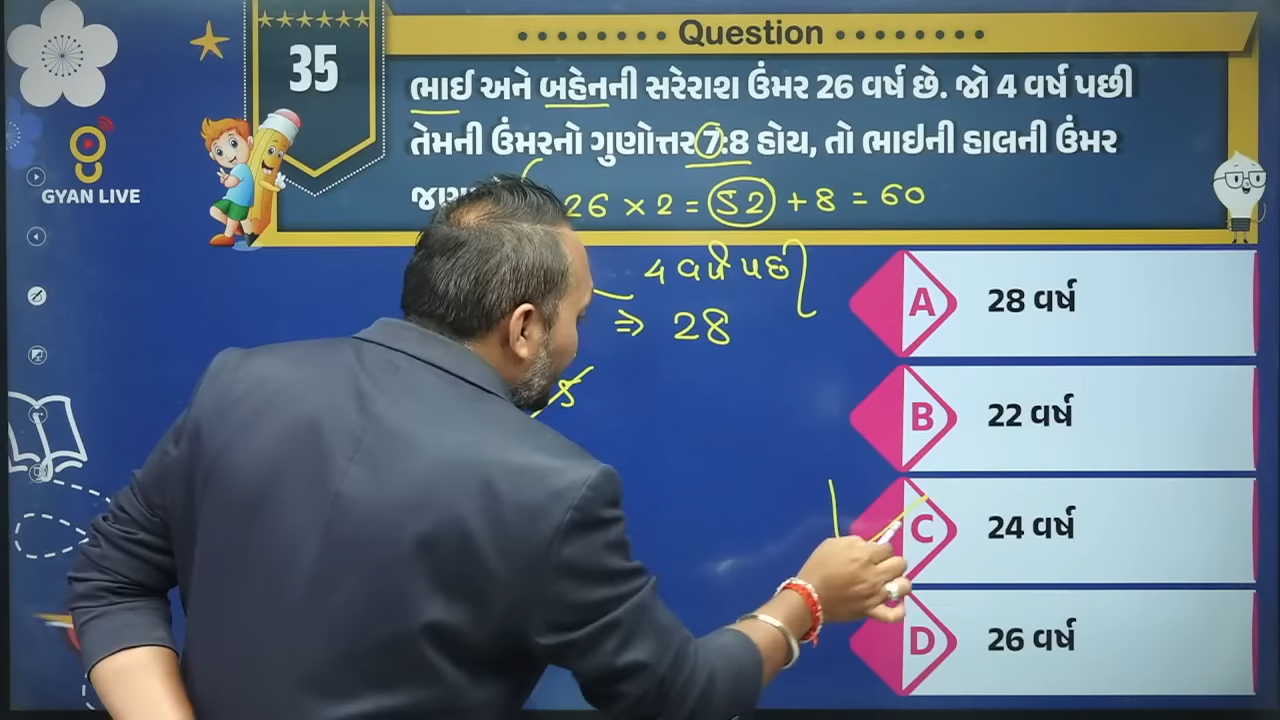 Question
35
ભાઈ અને બહેનની સરેરાશ ઉંમર 26 વર્ષ છે. જો 4 વર્ષ પછી
તેમની ઉંમરનો ગુણોત્તર 7:8 હોય, તો ભાઇની હાલની ઉંમર
26 × 2 = 52 + 8 = 60
4 વર્ષ પછી
⇒ 28
GYAN LIVE
A 28 વર્ષ
B 22 વર્ષ
C 24 વર્ષ
D 26 વર્ષ